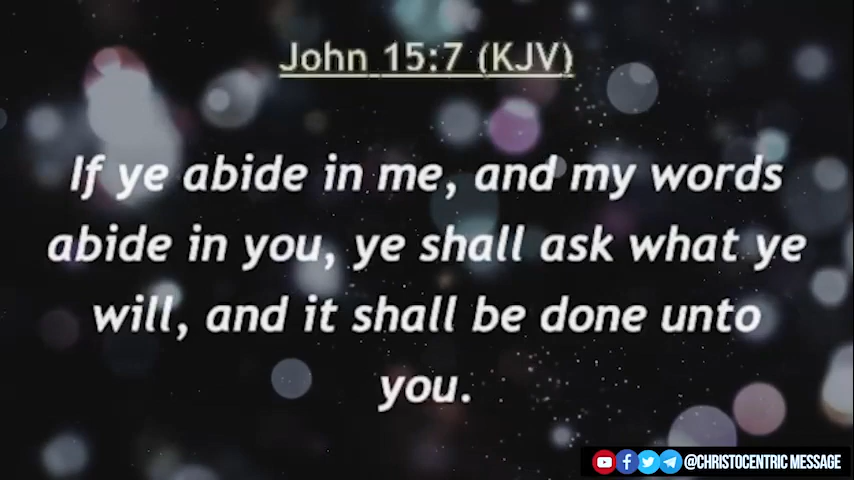 John 15:7 (KJV)
If ye abide in me, and my words
abide in you, ye shall ask what ye
will, and it shall be done unto
you.
@CHRISTOCENTRIC MESSAGE